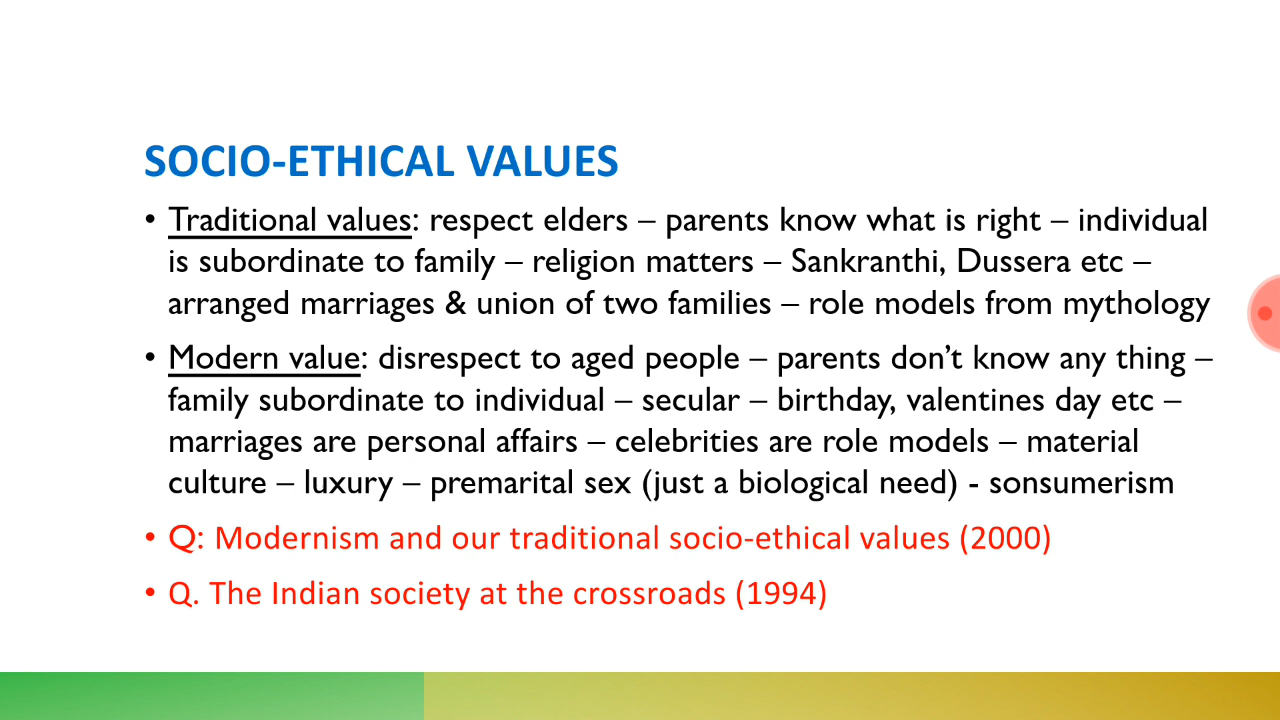 SOCIO-ETHICAL VALUES
• Traditional values: respect elders – parents know what is right – individual
is subordinate to family – religion matters – Sankranthi, Dussera etc –
arranged marriages & union of two families – role models from mythology
• Modern value: disrespect to aged people – parents don’t know any thing –
family subordinate to individual – secular – birthday, valentines day etc –
marriages are personal affairs – celebrities are role models – material
culture – luxury – premarital sex (just a biological need) - sonsumerism
• Q: Modernism and our traditional socio-ethical values (2000)
• Q. The Indian society at the crossroads (1994)